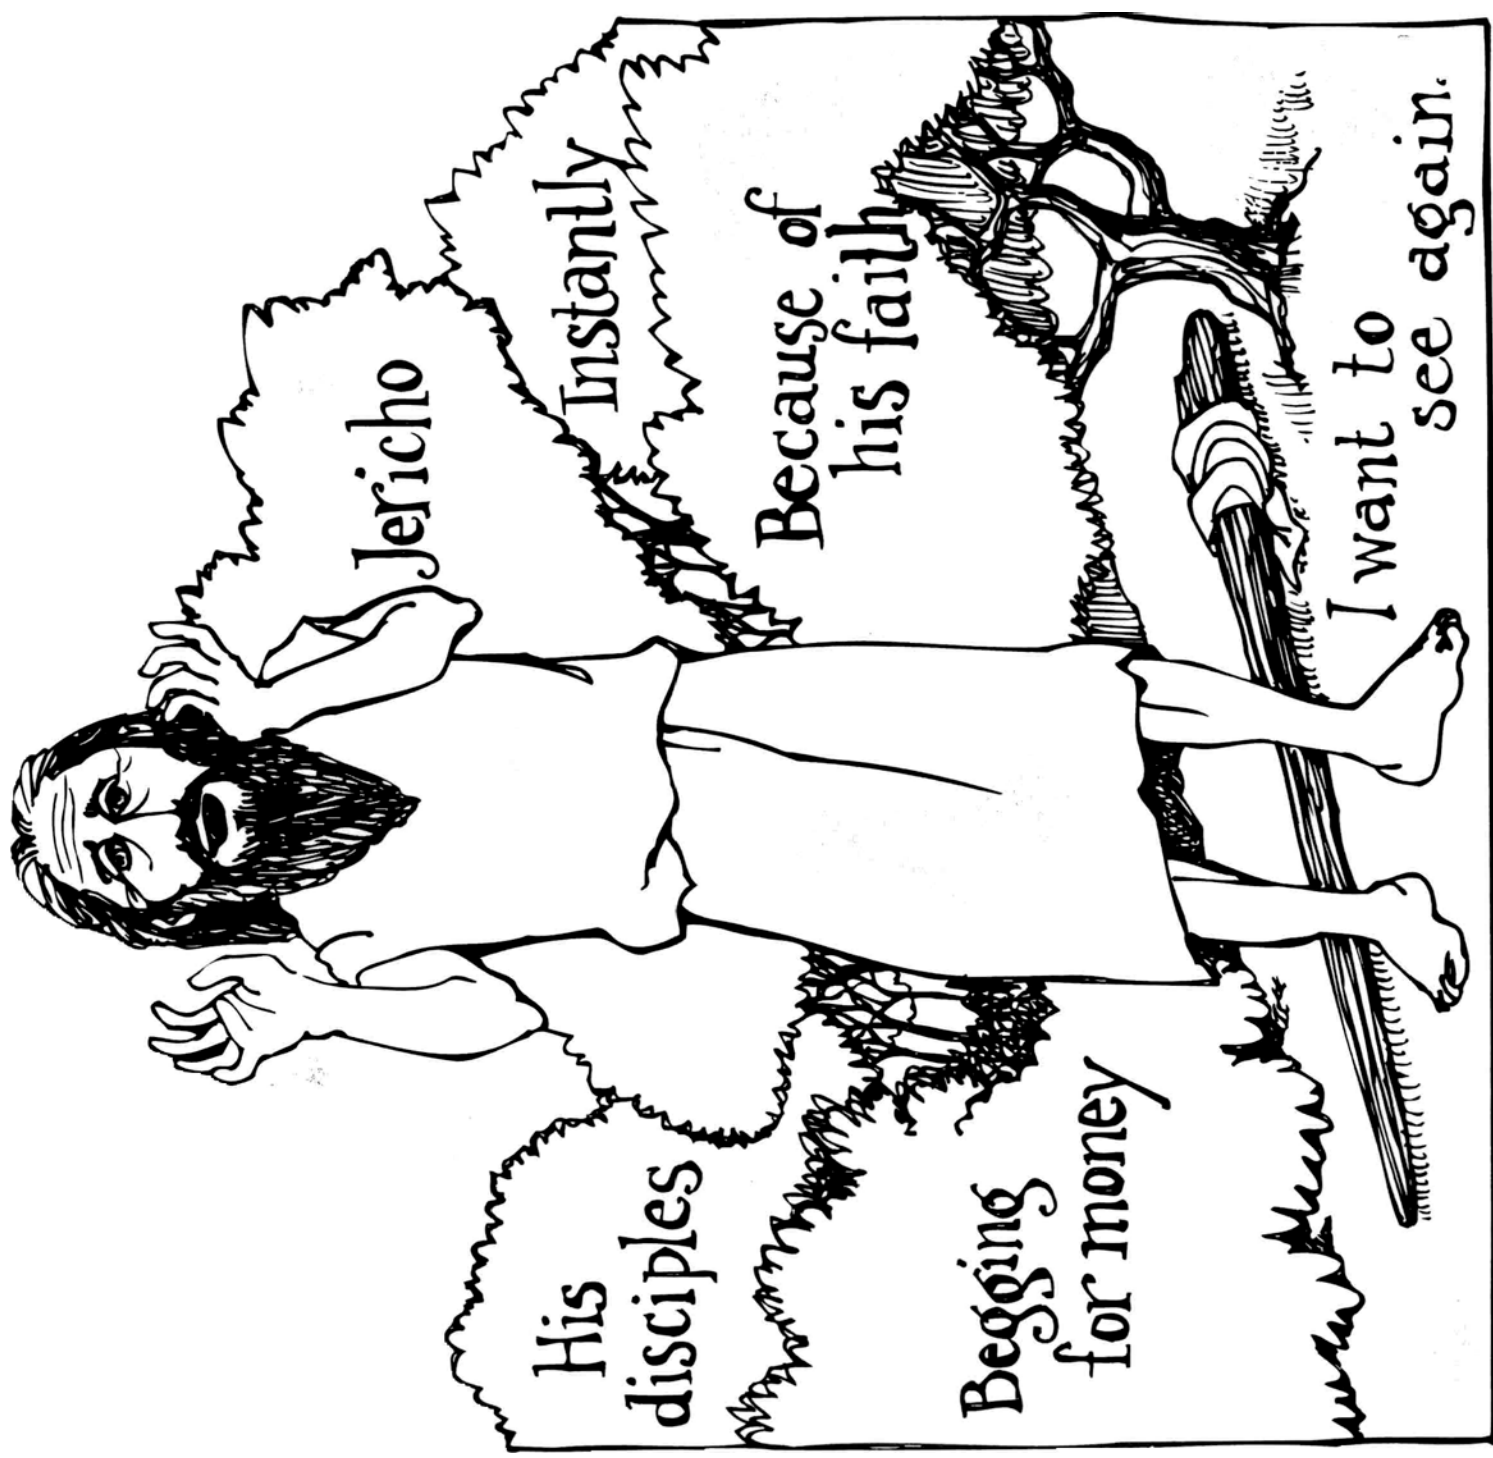 Jericho
His
disciples
Instantly
Because of
his faith
Begging
for money
I want to
see again.